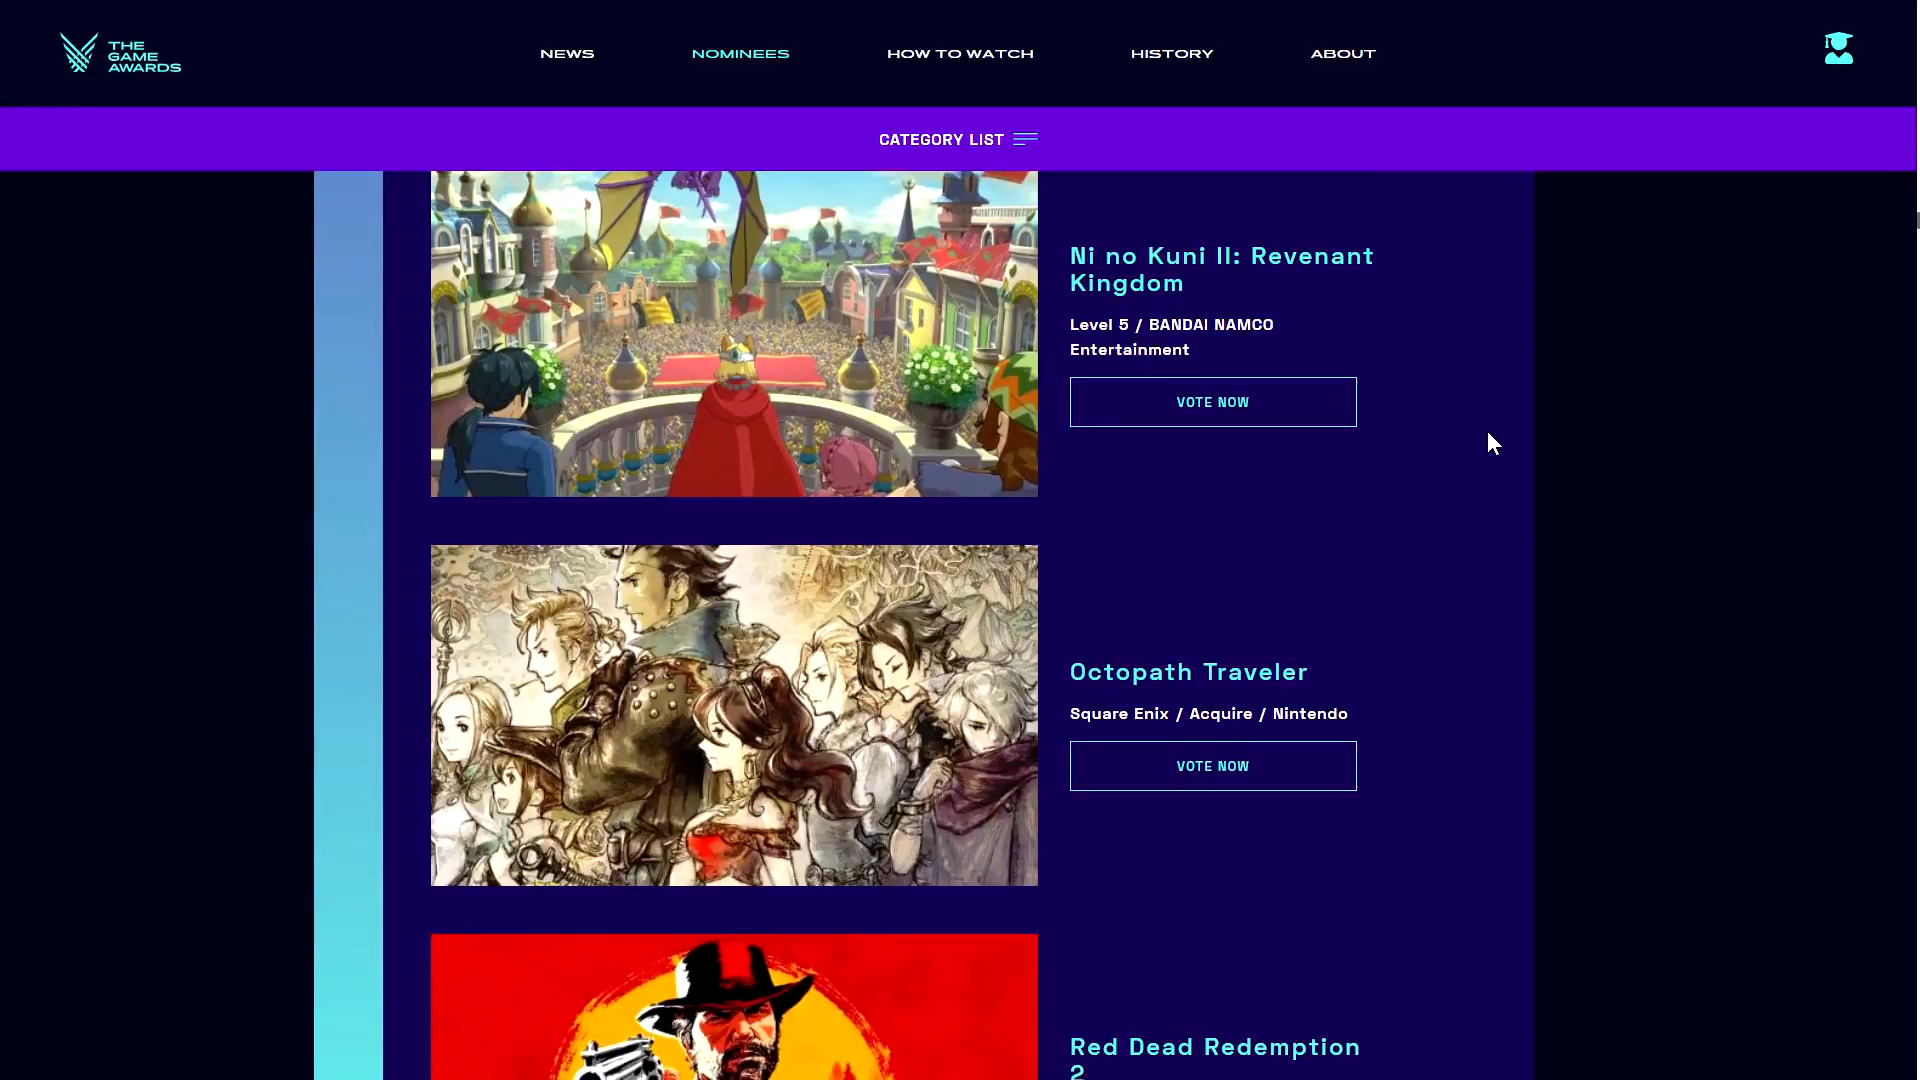 THE
GAME
AWARDS
NEWS
NOMINEES
HOW TO WATCH
HISTORY
ABOUT
CATEGORY LIST
Ni no Kuni II: Revenant
Kingdom
Level 5 / BANDAI NAMCO
Entertainment
VOTE NOW
Octopath Traveler
Square Enix / Acquire / Nintendo
VOTE NOW
Red Dead Redemption
2